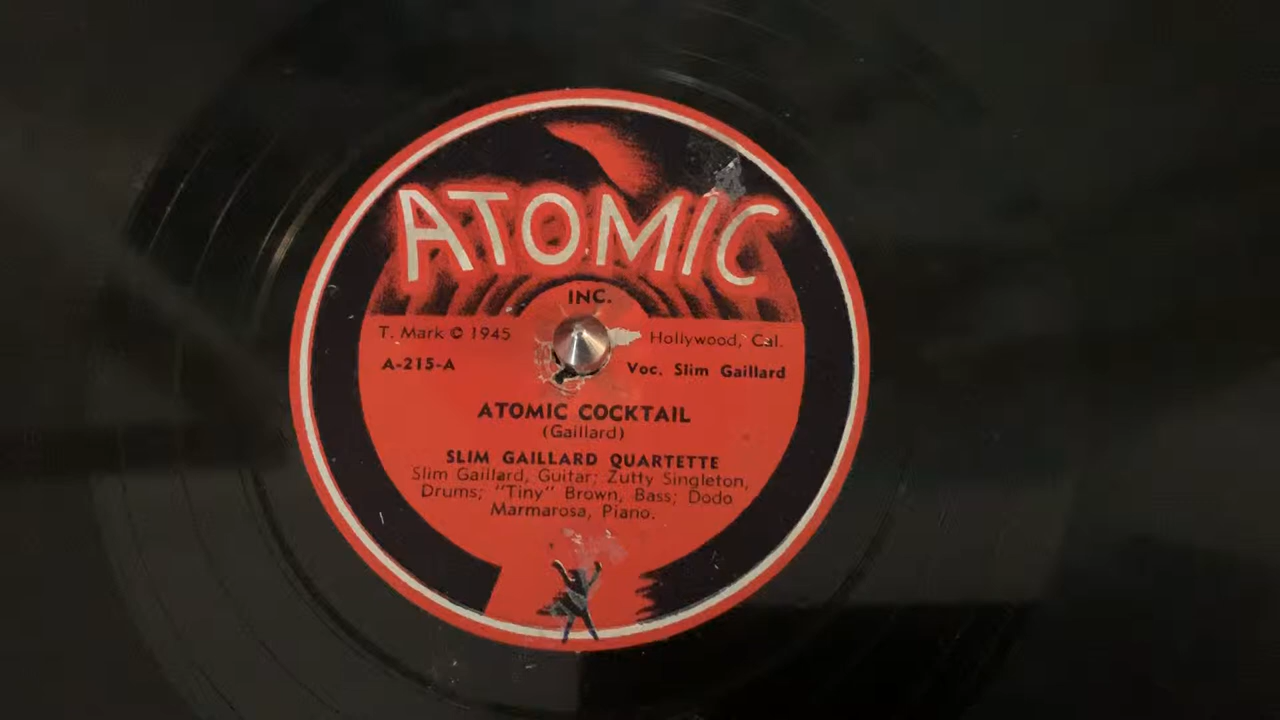 ATOMIC
INC.
T. Mark © 1945 Hollywood, Cal.
A-215-A Voc. Slim Gaillard
ATOMIC COCKTAIL
(Gaillard)
SLIM GAILLARD QUARTETTE
Slim Gaillard, Guitar; Zutty Singleton,
Drums; "Tiny" Brown, Bass; Dodo
Marmarosa, Piano.